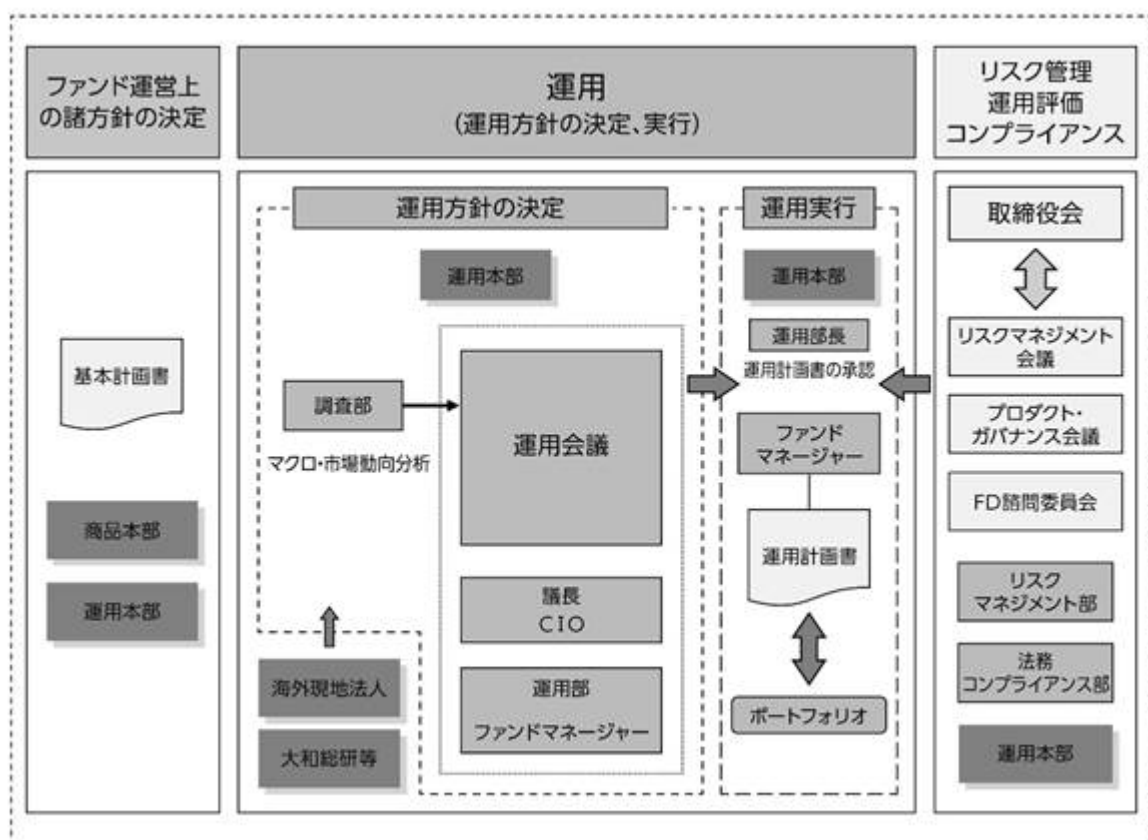 ファンド運営上
の諸方針の決定
運用
(運用方針の決定、実行)
リスク管理
運用評価
コンプライアンス
基本計画書
商品本部
運用本部
運用方針の決定
運用本部
調査部
マクロ・市場動向分析
運用会議
議長
CIO
運用部
ファンドマネージャー
海外現地法人
大和総研等
運用実行
運用本部
運用部長
運用計画書の承認
ファンド
マネージャー
運用計画書
ポートフォリオ
取締役会
リスクマネジメント
会議
プロダクト・
ガバナンス会議
FD諮問委員会
リスク
マネジメント部
法務
コンプライアンス部
運用本部